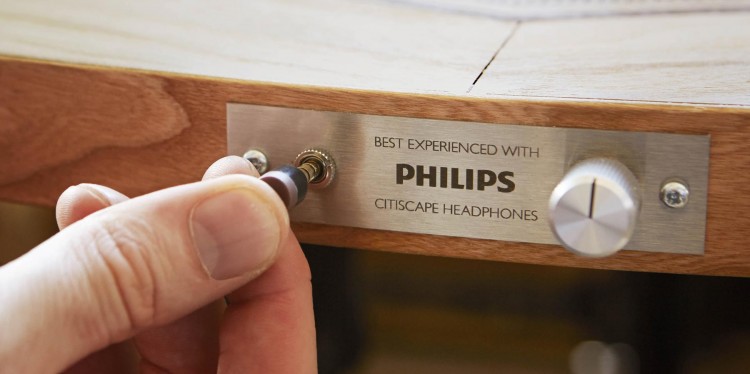 BEST EXPERIENCED WITH
PHILIPS
CITISCAPE HEADPHONES